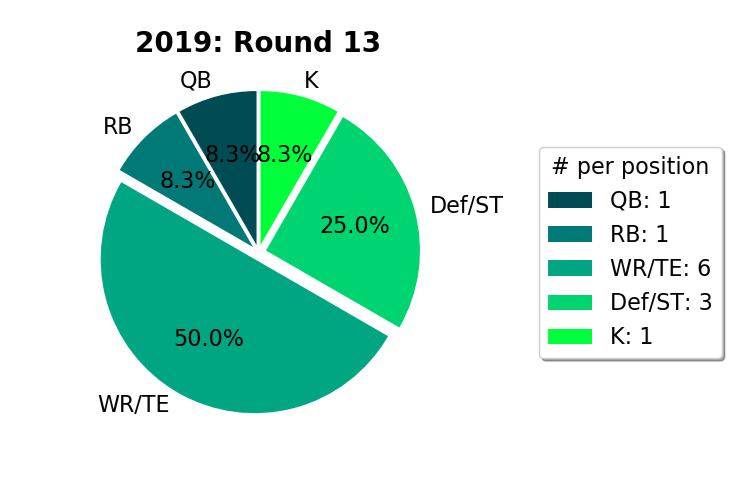 2019: Round 13
QB
K
RB
8.3%
8.3%
8.3%
Def/ST
25.0%
50.0%
WR/TE
# per position
QB: 1
RB: 1
WR/TE: 6
Def/ST: 3
K: 1